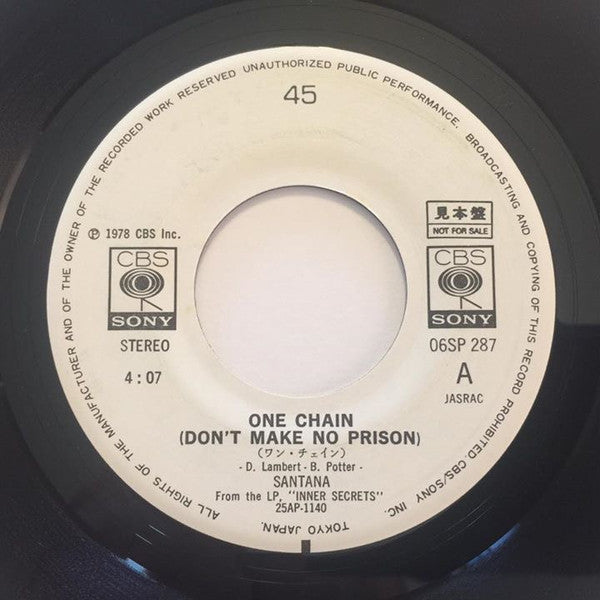 ALL RIGHTS OF THE MANUFACTURER AND OF THE OWNER OF THE RECORDED WORK RESERVED UNAUTHORIZED PUBLIC PERFORMANCE, BROADCASTING AND COPYING OF THIS RECORD PROHIBITED. CBS/SONY INC. TOKYO JAPAN.
45
℗ 1978 CBS Inc.
見本盤
NOT FOR SALE
CBS
SONY
CBS
SONY
STEREO
06SP 287
4:07
A
JASRAC
ONE CHAIN
(DON'T MAKE NO PRISON)
(ワン・チェイン)
- D. Lambert - B. Potter -
SANTANA
From the LP, "INNER SECRETS"
25AP-1140